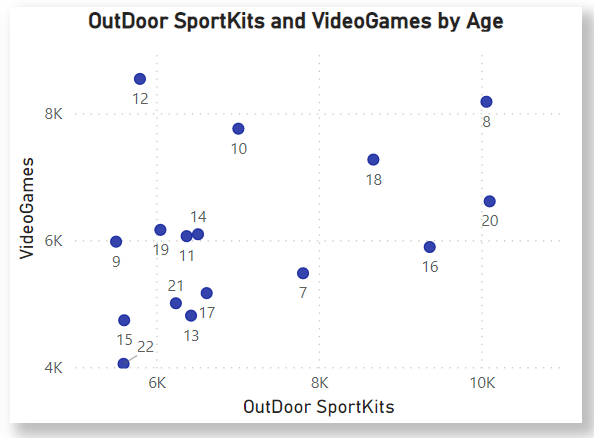 OutDoor SportKits and VideoGames by Age
12
8
8K
10
18
14
20
VideoGames
6K
9
19
11
16
21
7
17
13
15
22
4K
6K
8K
10K
OutDoor SportKits